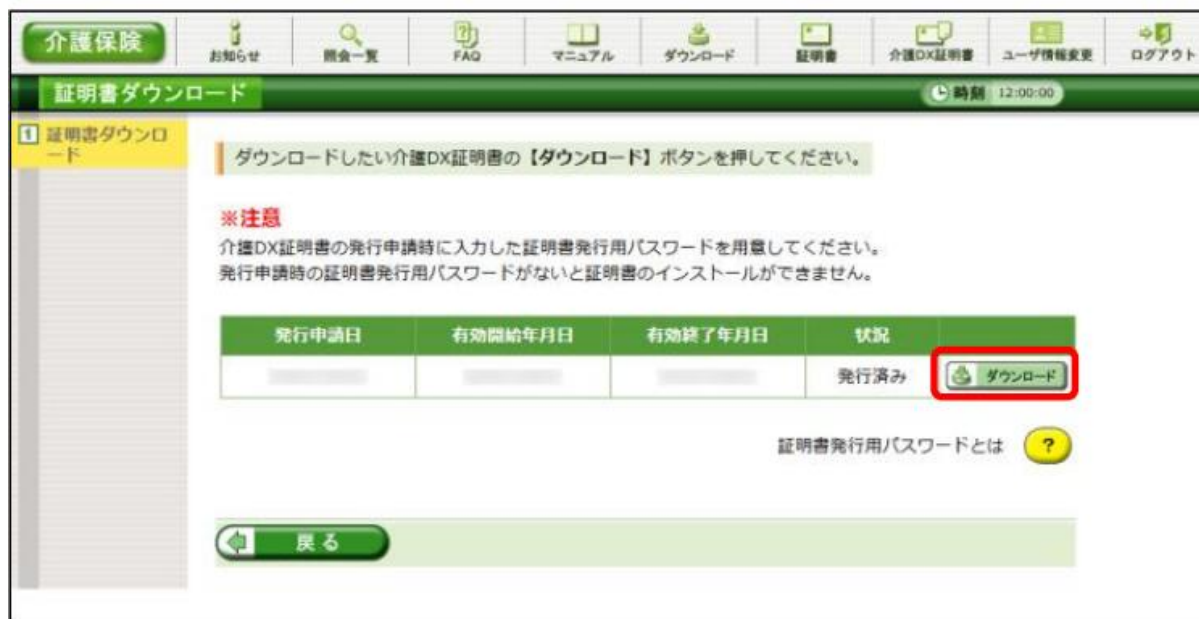 介護保険
お知らせ
照会一覧
FAQ
マニュアル
ダウンロード
証明書
介護DX証明書
ユーザ情報変更
ログアウト
証明書ダウンロード
時刻 12:00:00
1 証明書ダウンロ
ード
ダウンロードしたい介護DX証明書の【ダウンロード】ボタンを押してください。
※注意
介護DX証明書の発行申請時に入力した証明書発行用パスワードを用意してください。
発行申請時の証明書発行用パスワードがないと証明書のインストールができません。
発行申請日 有効開始年月日 有効終了年月日 状況
発行済み ダウンロード
証明書発行用パスワードとは ?
戻る